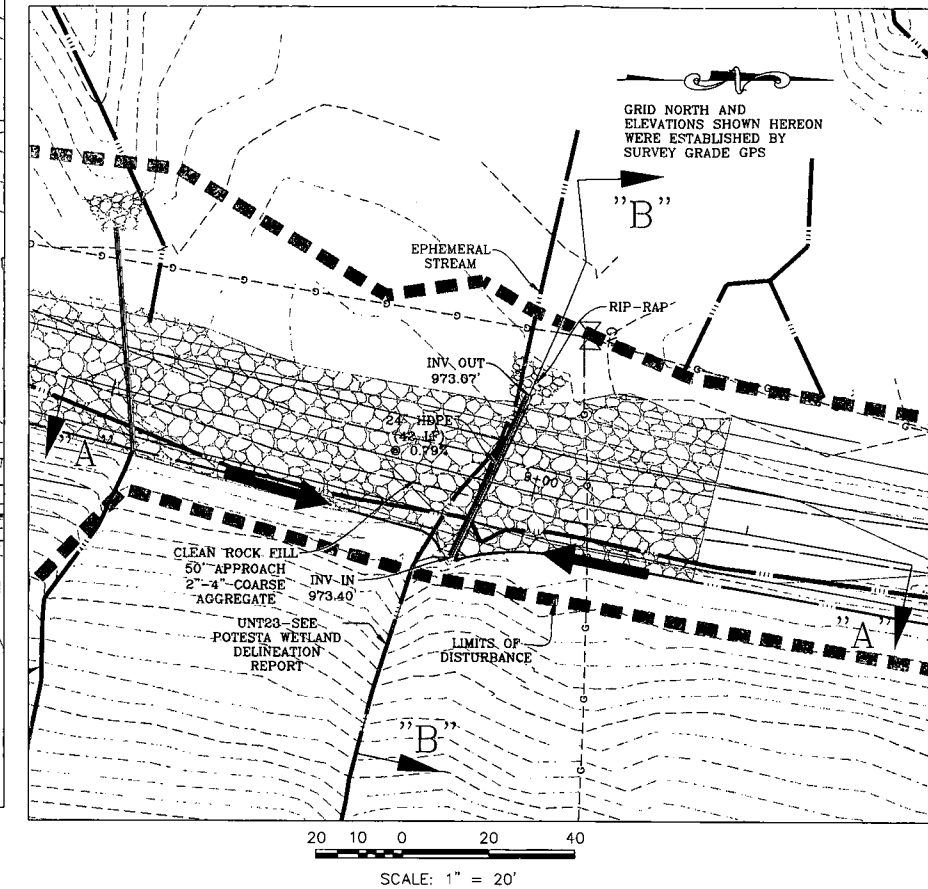 GRID NORTH AND
ELEVATIONS SHOWN HEREON
WERE ESTABLISHED BY
SURVEY GRADE GPS
"B"
EPHEMERAL
STREAM
RIP-RAP
INV OUT
973.07'
24" HDPE
(42 LF)
@ 0.79%
"A"
9+00
CLEAN ROCK FILL
50' APPROACH
2"-4" COARSE
AGGREGATE
INV IN
973.40'
UNT23-SEE
POTESTA WETLAND
DELINEATION
REPORT
LIMITS OF
DISTURBANCE
"A"
"B"
G
G
G
G
G
G
G
G
G
G
G
20 10 0 20 40
SCALE: 1" = 20'